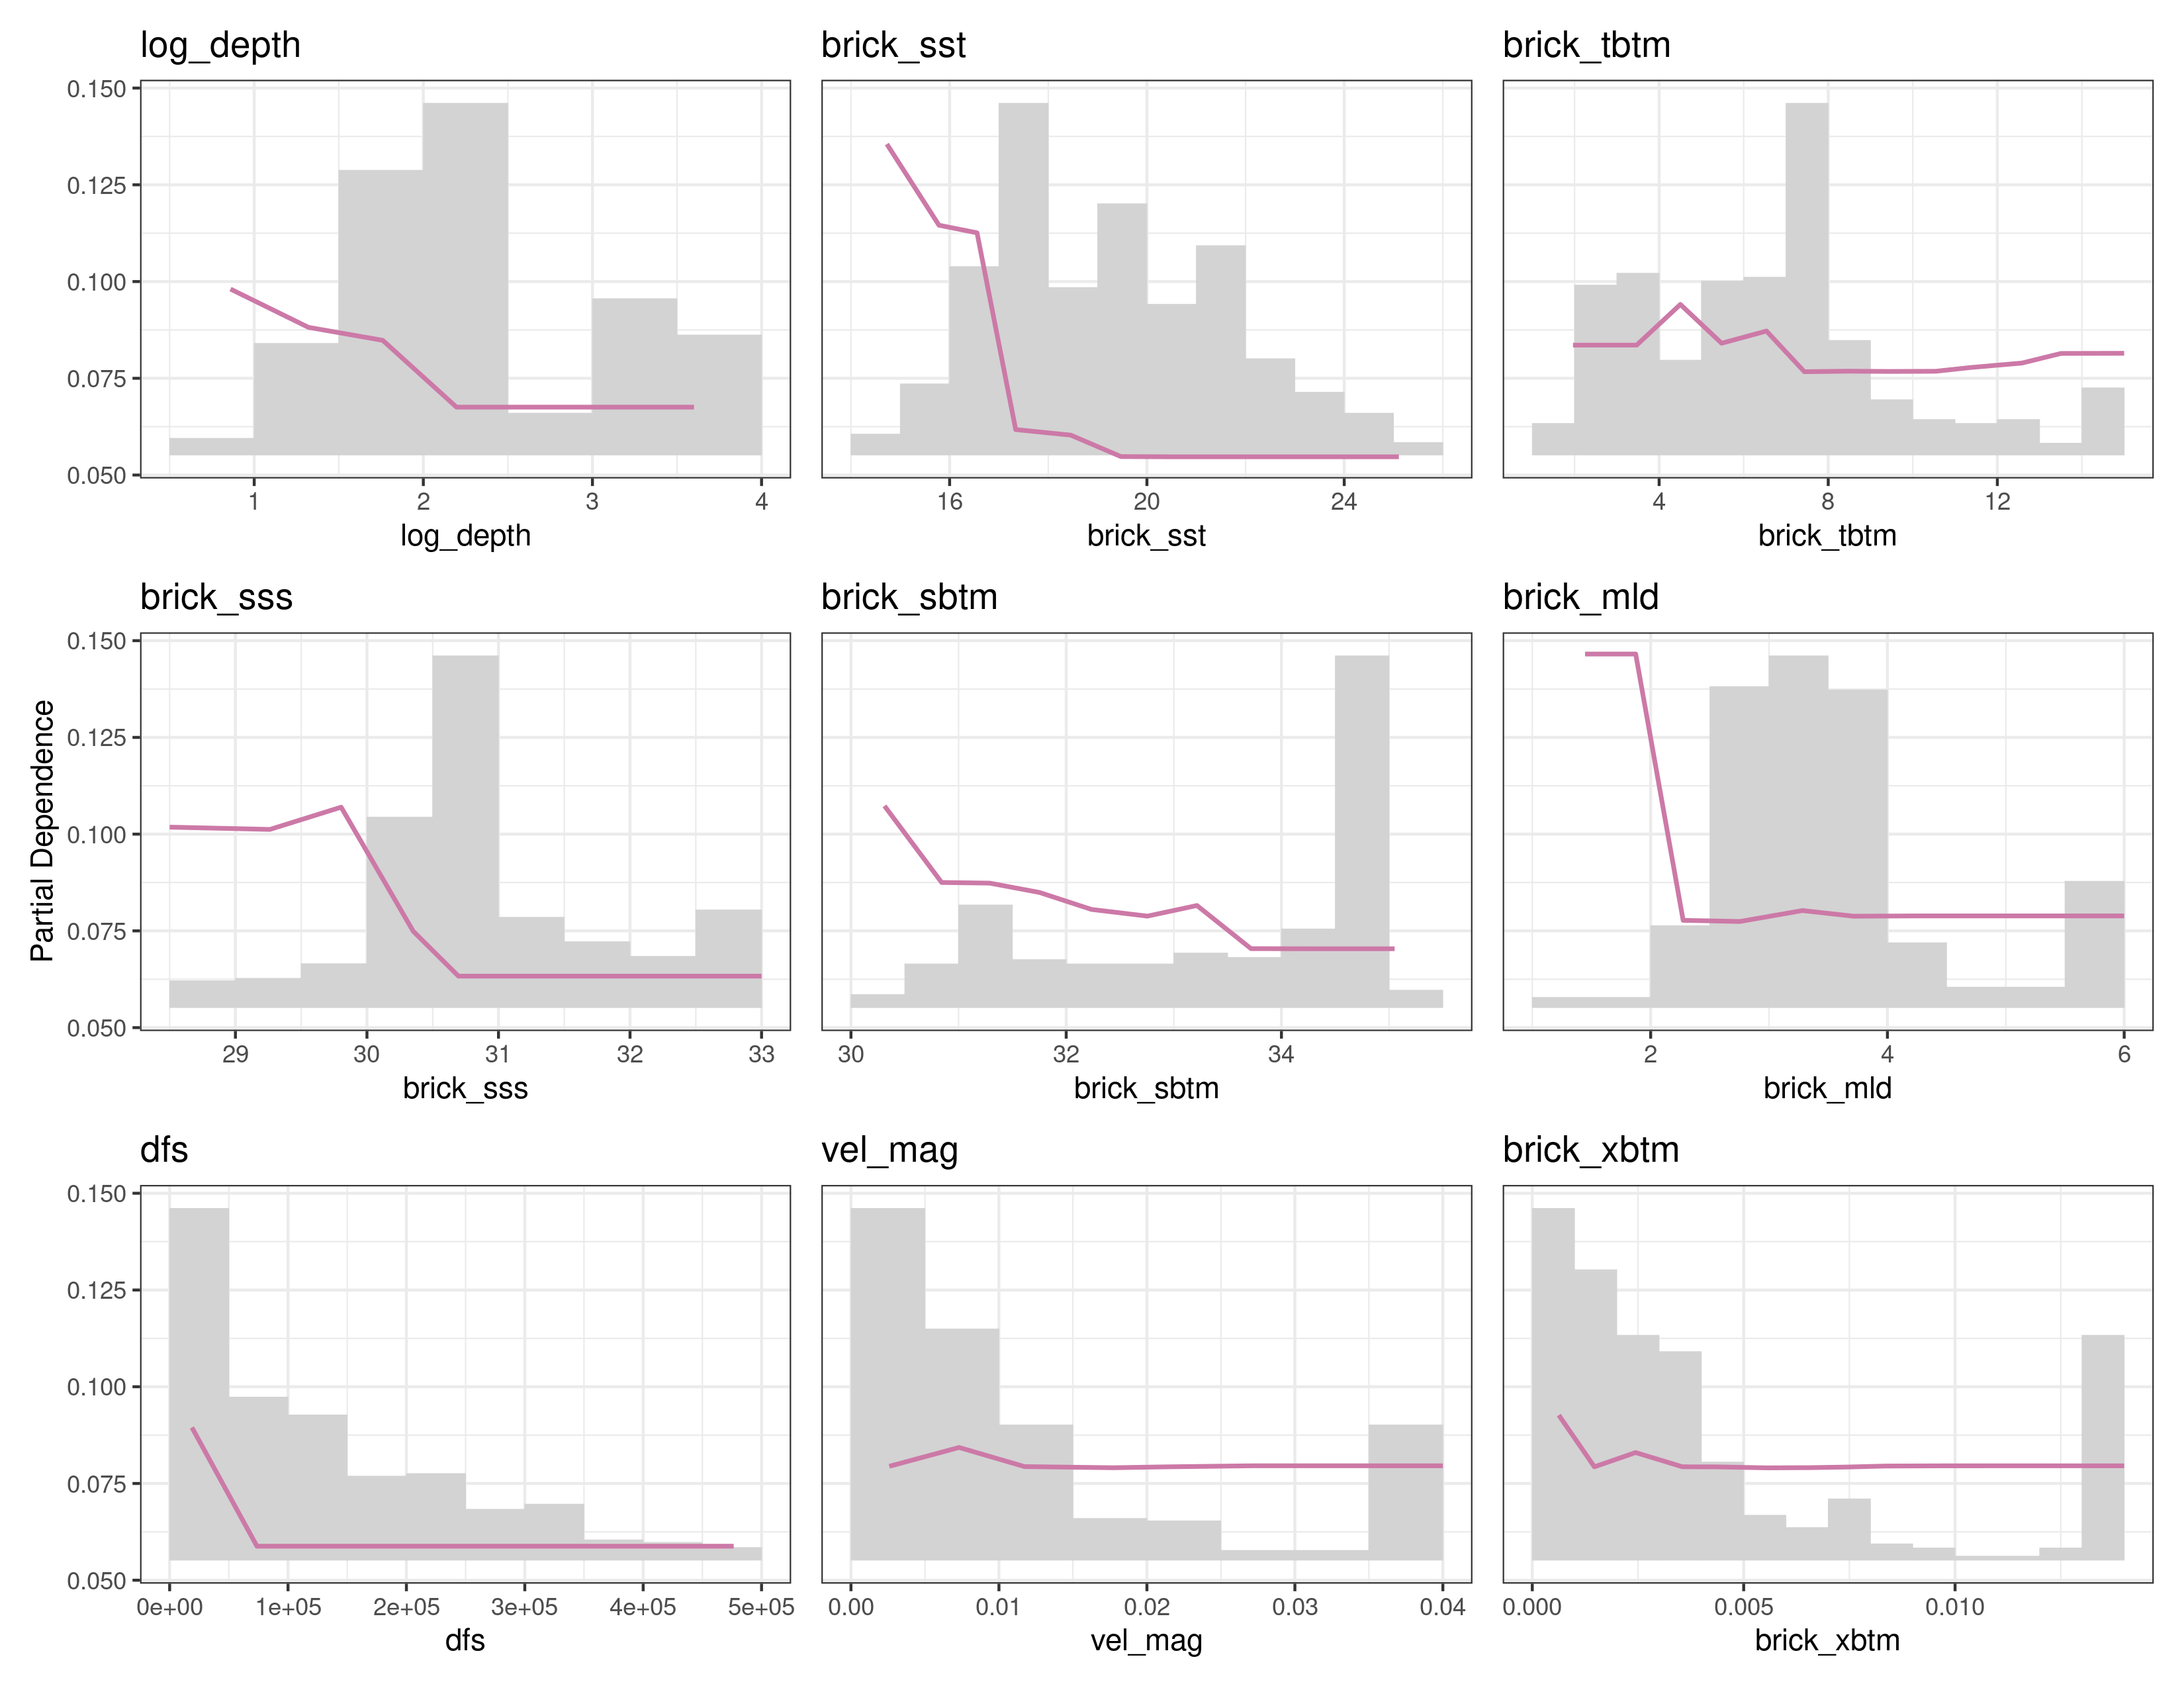 log_depth brick_sst brick_tbtm
0.150
0.125
0.100
0.075
0.050
1 2 3 4 16 20 24 4 8 12
log_depth brick_sst brick_tbtm
brick_sss brick_sbtm brick_mld
0.150
0.125
0.100
0.075
0.050
Partial Dependence
29 30 31 32 33 30 32 34 2 4 6
brick_sss brick_sbtm brick_mld
dfs vel_mag brick_xbtm
0.150
0.125
0.100
0.075
0.050
0e+00 1e+05 2e+05 3e+05 4e+05 5e+05 0.00 0.01 0.02 0.03 0.04 0.000 0.005 0.010
dfs vel_mag brick_xbtm